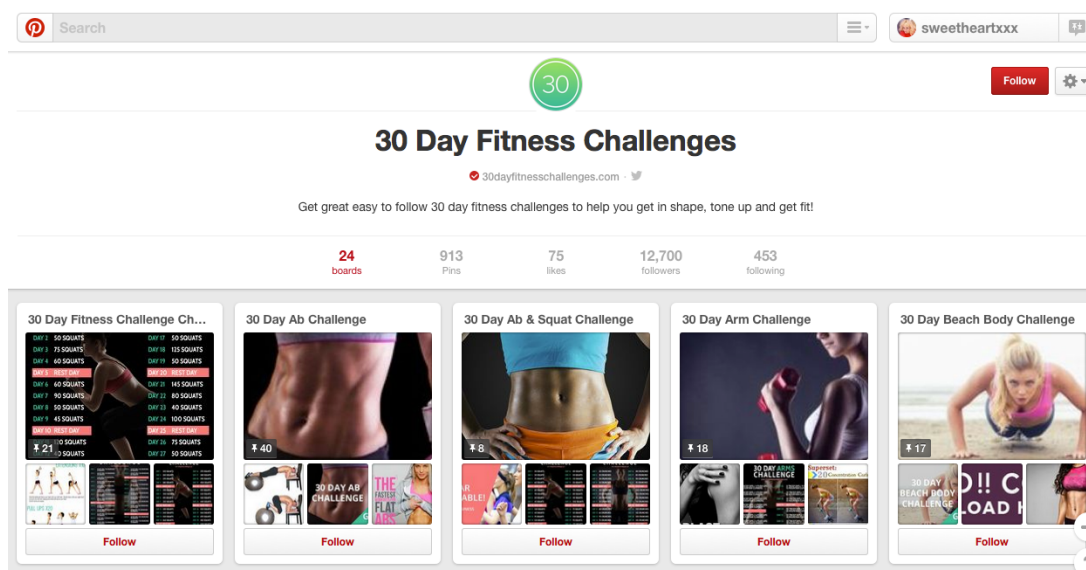 Search
sweetheartxxx
30
Follow
30 Day Fitness Challenges
30dayfitnesschallenges.com ·
Get great easy to follow 30 day fitness challenges to help you get in shape, tone up and get fit!
24 913 75 12,700 453
boards Pins likes followers following
30 Day Fitness Challenge Ch...
DAY 2 50 SQUATS DAY 17 50 SQUATS
DAY 3 75 SQUATS DAY 18 125 SQUATS
DAY 4 60 SQUATS DAY 19 50 SQUATS
DAY 5 REST DAY DAY 20 REST DAY
DAY 6 60 SQUATS DAY 21 145 SQUATS
DAY 7 90 SQUATS DAY 22 80 SQUATS
DAY 8 50 SQUATS DAY 23 40 SQUATS
DAY 9 45 SQUATS DAY 24 100 SQUATS
DAY 10 REST DAY DAY 25 REST DAY
SQUATS DAY 26 75 SQUATS
SQUATS DAY 27 50 SQUATS
21
Follow
30 Day Ab Challenge
40
30 DAY AB
CHALLENGE
THE
FASTEST
FLAT
ABS
Follow
30 Day Ab & Squat Challenge
8
Follow
30 Day Arm Challenge
18
30 DAY ARMS
CHALLENGE
Superset:
Follow
30 Day Beach Body Challenge
17
30 DAY
BEACH BODY
CHALLENGE
D!! C
LOAD H
Follow